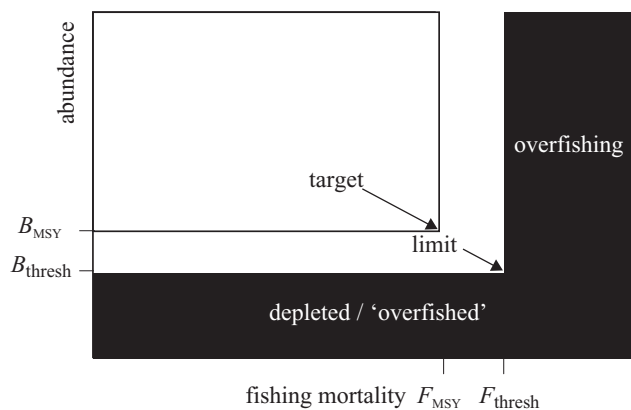 abundance
overfishing
target
B_MSY
limit
B_thresh
depleted / ‘overfished’
fishing mortality F_MSY F_thresh